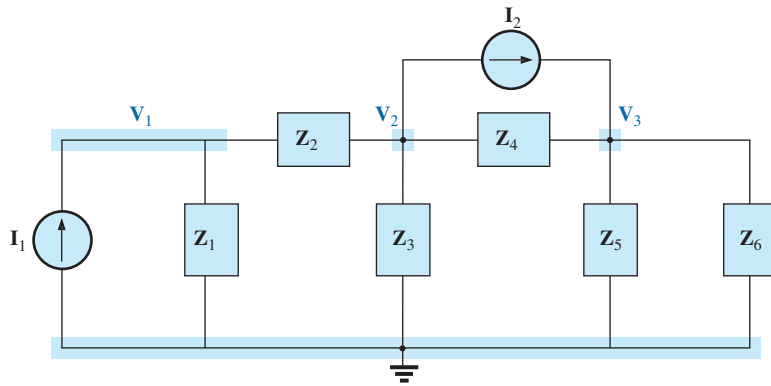 I₂
V₁
V₂
V₃
Z₂
Z₄
I₁
Z₁
Z₃
Z₅
Z₆